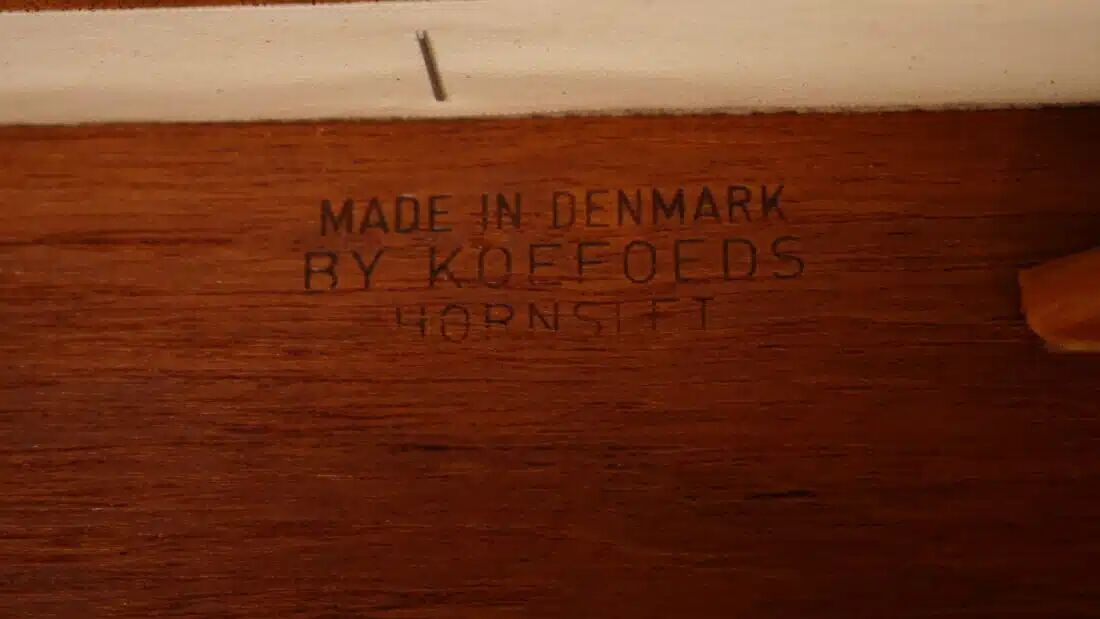 MADE IN DENMARK
BY KOEFOEDS
HORNSLET